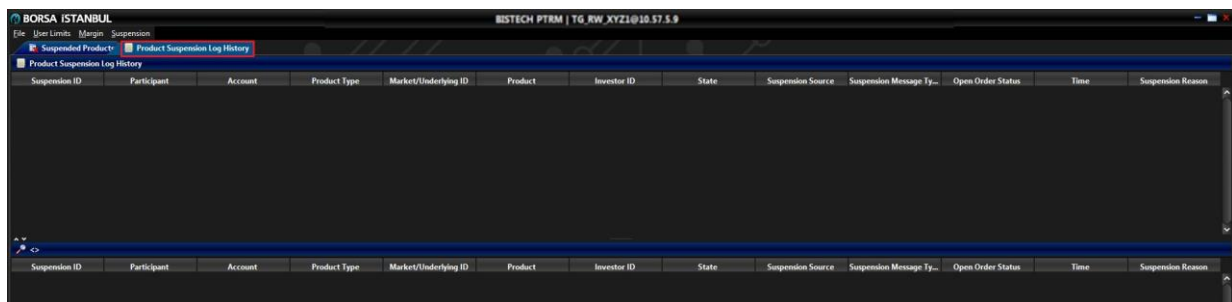 BORSA İSTANBUL BISTECH PTRM | TG_RW_XYZ1@10.57.5.9
File User Limits Margin Suspension
Suspended Products Product Suspension Log History
Product Suspension Log History
Suspension ID Participant Account Product Type Market/Underlying ID Product Investor ID State Suspension Source Suspension Message Ty... Open Order Status Time Suspension Reason
<>
Suspension ID Participant Account Product Type Market/Underlying ID Product Investor ID State Suspension Source Suspension Message Ty... Open Order Status Time Suspension Reason